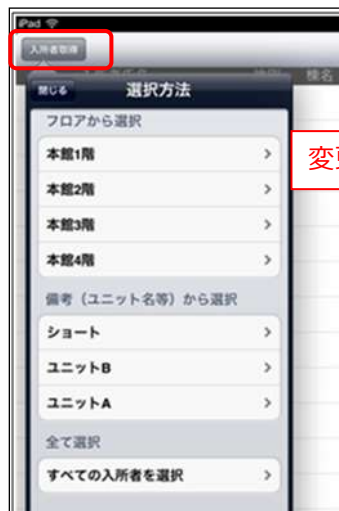 iPad
入所者取得
棟名
閉じる
選択方法
フロアから選択
本館1階
本館2階
本館3階
本館4階
備考（ユニット名等）から選択
ショート
ユニットB
ユニットA
全て選択
すべての入所者を選択